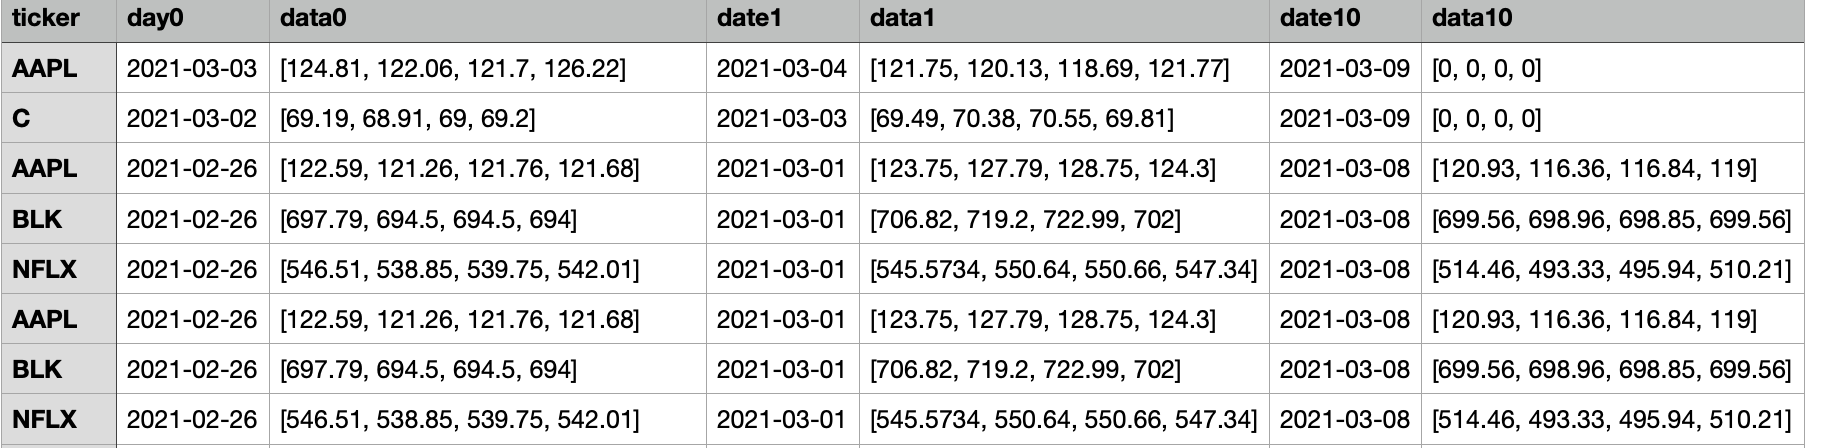 ticker day0 data0 date1 data1 date10 data10
AAPL 2021-03-03 [124.81, 122.06, 121.7, 126.22] 2021-03-04 [121.75, 120.13, 118.69, 121.77] 2021-03-09 [0, 0, 0, 0]
C 2021-03-02 [69.19, 68.91, 69, 69.2] 2021-03-03 [69.49, 70.38, 70.55, 69.81] 2021-03-09 [0, 0, 0, 0]
AAPL 2021-02-26 [122.59, 121.26, 121.76, 121.68] 2021-03-01 [123.75, 127.79, 128.75, 124.3] 2021-03-08 [120.93, 116.36, 116.84, 119]
BLK 2021-02-26 [697.79, 694.5, 694.5, 694] 2021-03-01 [706.82, 719.2, 722.99, 702] 2021-03-08 [699.56, 698.96, 698.85, 699.56]
NFLX 2021-02-26 [546.51, 538.85, 539.75, 542.01] 2021-03-01 [545.5734, 550.64, 550.66, 547.34] 2021-03-08 [514.46, 493.33, 495.94, 510.21]
AAPL 2021-02-26 [122.59, 121.26, 121.76, 121.68] 2021-03-01 [123.75, 127.79, 128.75, 124.3] 2021-03-08 [120.93, 116.36, 116.84, 119]
BLK 2021-02-26 [697.79, 694.5, 694.5, 694] 2021-03-01 [706.82, 719.2, 722.99, 702] 2021-03-08 [699.56, 698.96, 698.85, 699.56]
NFLX 2021-02-26 [546.51, 538.85, 539.75, 542.01] 2021-03-01 [545.5734, 550.64, 550.66, 547.34] 2021-03-08 [514.46, 493.33, 495.94, 510.21]